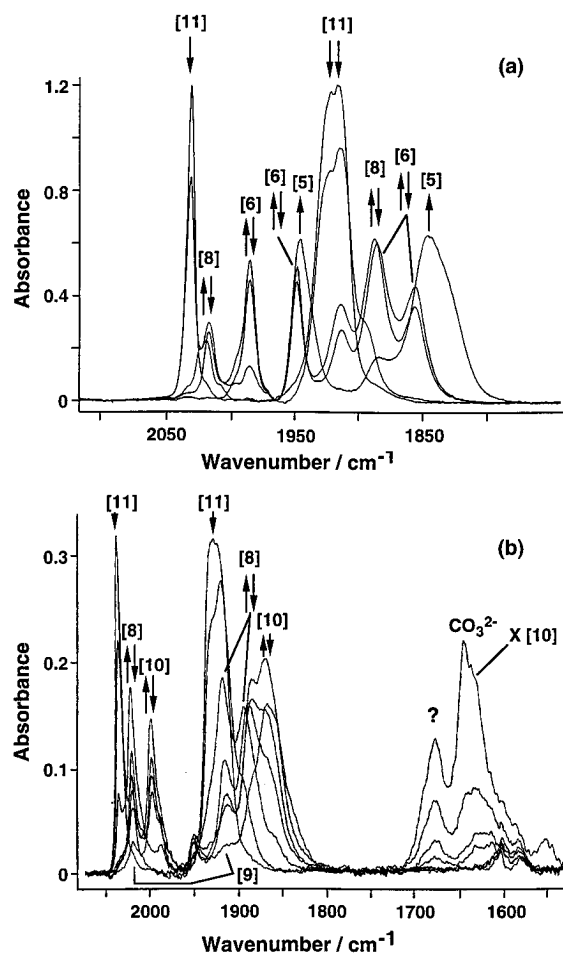 [11] [11]
(a)
1.2
[6] [6]
[6] [5] [8] [5]
0.8
[8]
0.4
0
Absorbance
2050 1950 1850
Wavenumber / cm-1
[11] [11]
(b)
0.3
[8]
[8] [10] [10] CO₃²⁻ X [10]
0.2
?
0.1
0
[9]
Absorbance
2000 1900 1800 1700 1600
Wavenumber / cm-1